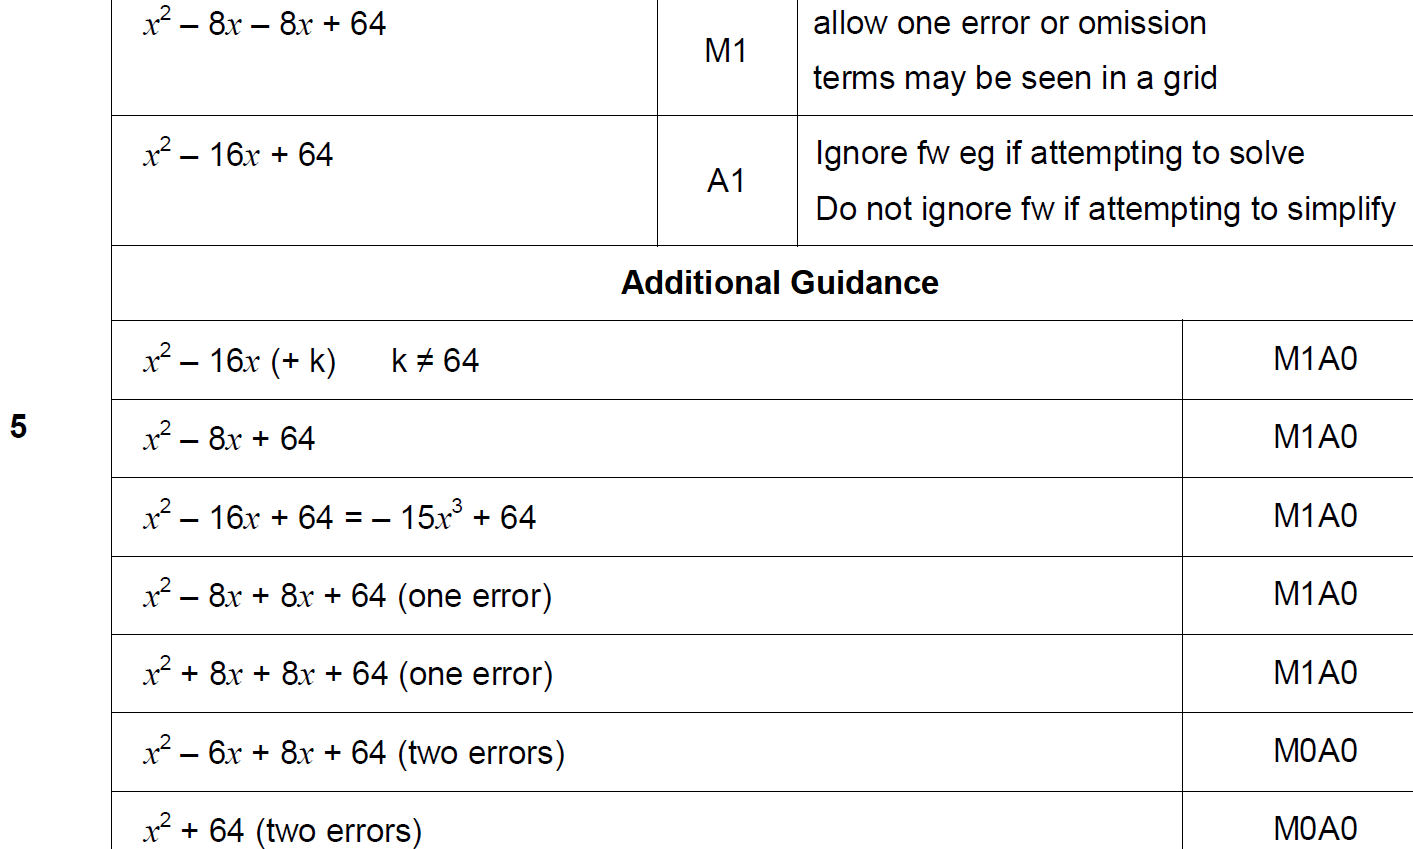 x² – 8x – 8x + 64
M1
allow one error or omission
terms may be seen in a grid
x² – 16x + 64
A1
Ignore fw eg if attempting to solve
Do not ignore fw if attempting to simplify
Additional Guidance
5
x² – 16x (+ k) k ≠ 64 M1A0
x² – 8x + 64 M1A0
x² – 16x + 64 = – 15x³ + 64 M1A0
x² – 8x + 8x + 64 (one error) M1A0
x² + 8x + 8x + 64 (one error) M1A0
x² – 6x + 8x + 64 (two errors) M0A0
x² + 64 (two errors) M0A0